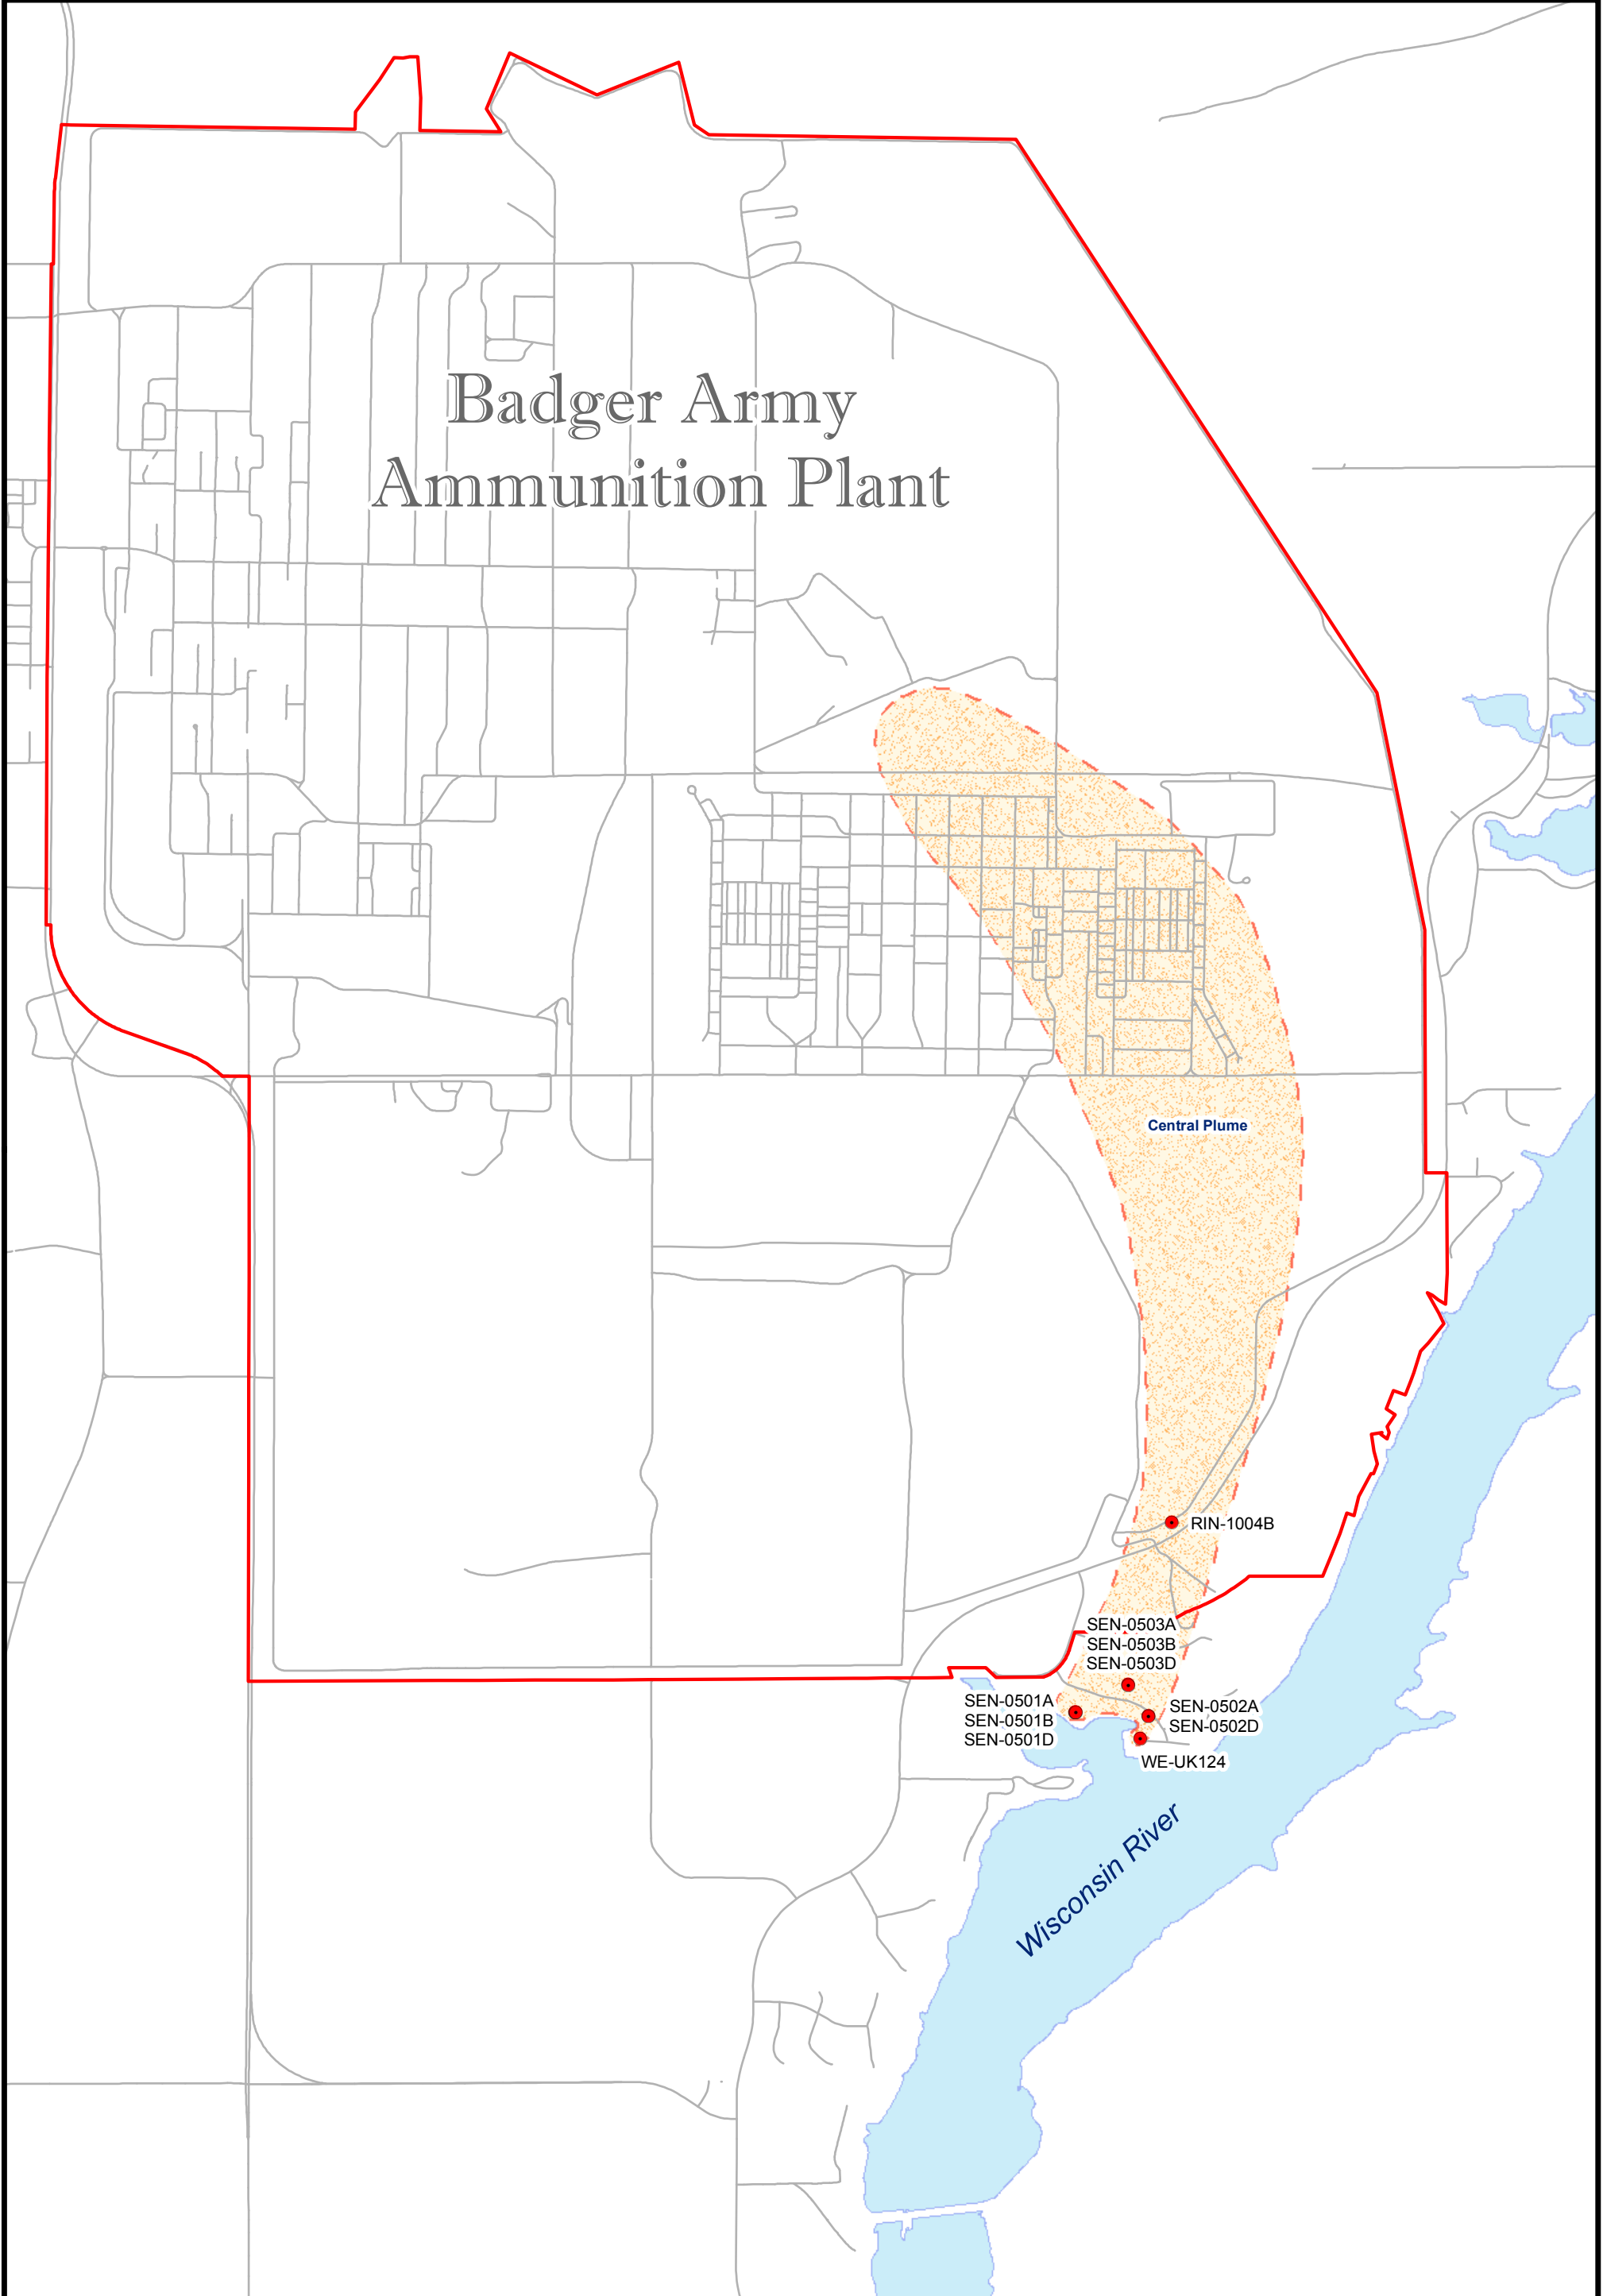 Badger Army
Ammunition Plant
Central Plume
RIN-1004B
SEN-0503A
SEN-0503B
SEN-0503D
SEN-0501A
SEN-0501B
SEN-0501D
SEN-0502A
SEN-0502D
WE-UK124
Wisconsin River